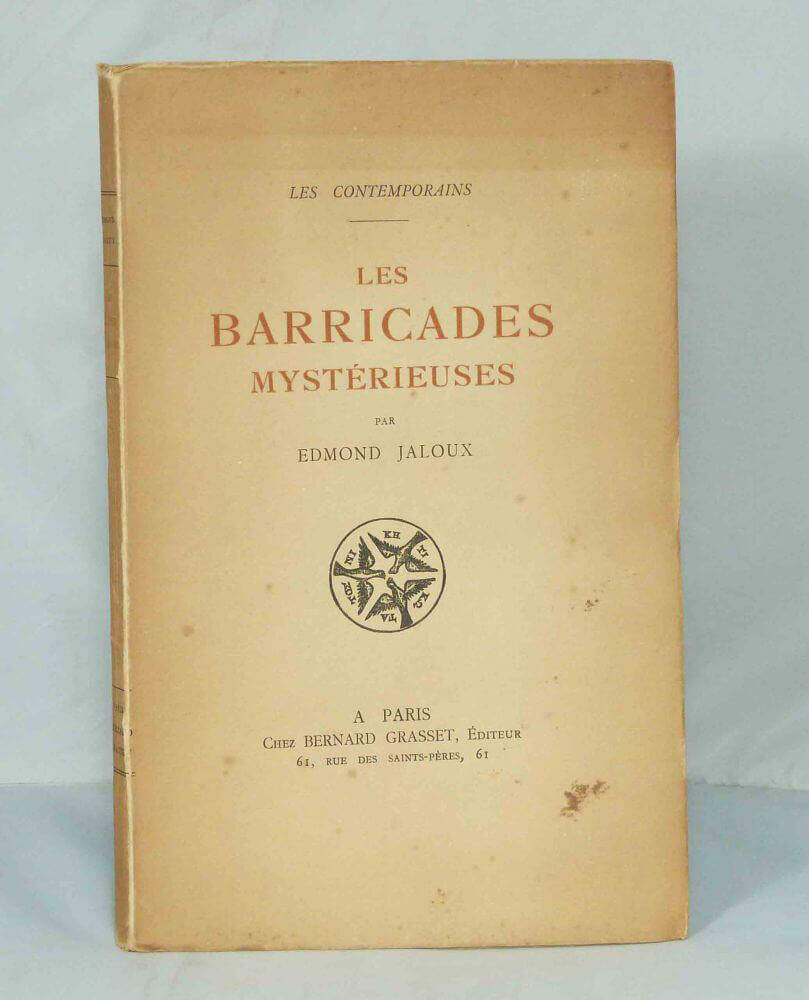 LES CONTEMPORAINS
LES
BARRICADES
MYSTÉRIEUSES
PAR
EDMOND JALOUX
A PARIS
CHEZ BERNARD GRASSET, ÉDITEUR
61, RUE DES SAINTS-PÈRES, 61